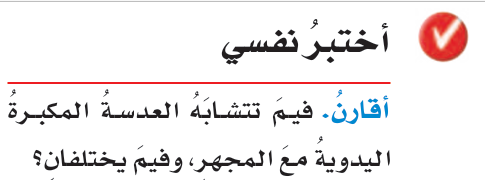 أختبرُ نفسي
أقارنُ. فيمَ تتشابَهُ العدسةُ المكبرةُ
اليدويةُ معَ المجهرِ، وفيمَ يختلفانِ؟